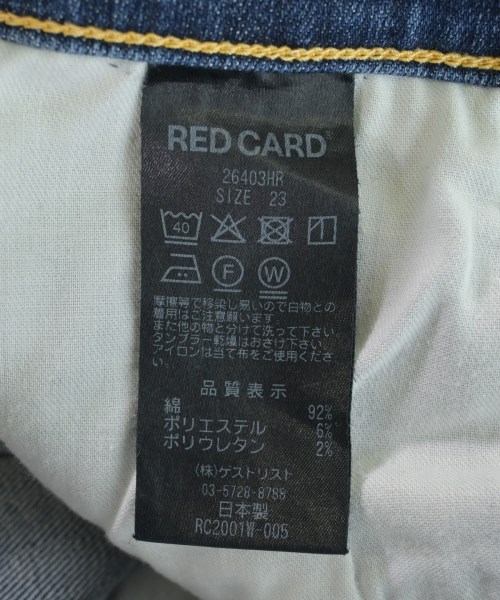 RED CARD
26403HR
SIZE 23
40
F W
摩擦等で移染し易いので白物との
着用はご注意願います
また他の物と分けて洗って下さい。
タンブラー乾燥はおさけ下さい。
アイロンは当て布をご使用くださ
い。
品質表示
綿 92%
ポリエステル 6%
ポリウレタン 2%
(株)ゲストリスト
03-5728-8788
日本製
RC2001W-005